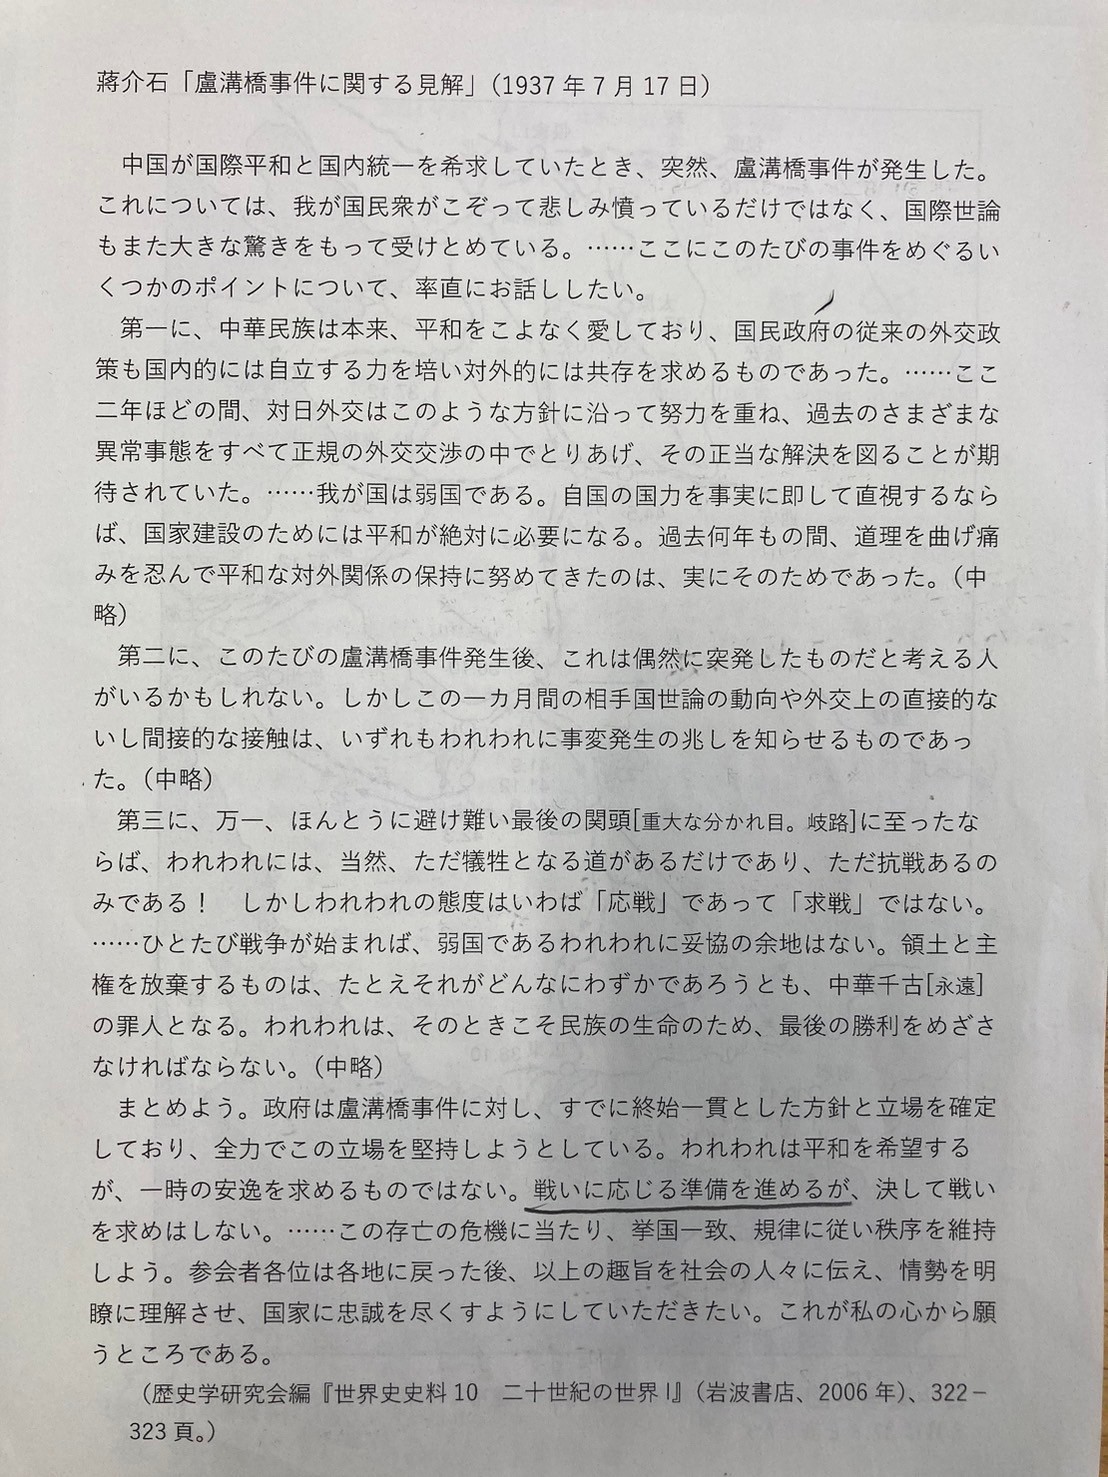 蔣介石「盧溝橋事件に関する見解」（1937 年 7 月 17 日）
中国が国際平和と国内統一を希求していたとき、突然、盧溝橋事件が発生した。
これについては、我が国民衆がこぞって悲しみ憤っているだけではなく、国際世論
もまた大きな驚きをもって受けとめている。……ここにこのたびの事件をめぐるい
くつかのポイントについて、率直にお話ししたい。
第一に、中華民族は本来、平和をこよなく愛しており、国民政府の従来の外交政
策も国内的には自立する力を培い対外的には共存を求めるものであった。……ここ
二年ほどの間、対日外交はこのような方針に沿って努力を重ね、過去のさまざまな
異常事態をすべて正規の外交交渉の中でとりあげ、その正当な解決を図ることが期
待されていた。……我が国は弱国である。自国の国力を事実に即して直視するなら
ば、国家建設のためには平和が絶対に必要になる。過去何年もの間、道理を曲げ痛
みを忍んで平和な対外関係の保持に努めてきたのは、実にそのためであった。（中
略）
第二に、このたびの盧溝橋事件発生後、これは偶然に突発したものだと考える人
がいるかもしれない。しかしこの一カ月間の相手国世論の動向や外交上の直接的な
いし間接的な接触は、いずれもわれわれに事変発生の兆しを知らせるものであっ
た。（中略）
第三に、万一、ほんとうに避け難い最後の関頭[重大な分かれ目。岐路]に至ったな
らば、われわれには、当然、ただ犠牲となる道があるだけであり、ただ抗戦あるの
みである！　しかしわれわれの態度はいわば「応戦」であって「求戦」ではない。
……ひとたび戦争が始まれば、弱国であるわれわれに妥協の余地はない。領土と主
権を放棄するものは、たとえそれがどんなにわずかであろうとも、中華千古[永遠]
の罪人となる。われわれは、そのときこそ民族の生命のため、最後の勝利をめざさ
なければならない。（中略）
まとめよう。政府は盧溝橋事件に対し、すでに終始一貫とした方針と立場を確定
しており、全力でこの立場を堅持しようとしている。われわれは平和を希望する
が、一時の安逸を求めるものではない。戦いに応じる準備を進めるが、決して戦い
を求めはしない。……この存亡の危機に当たり、挙国一致、規律に従い秩序を維持
しよう。参会者各位は各地に戻った後、以上の趣旨を社会の人々に伝え、情勢を明
瞭に理解させ、国家に忠誠を尽くすようにしていただきたい。これが私の心から願
うところである。
（歴史学研究会編『世界史史料 10　二十世紀の世界Ⅰ』（岩波書店、2006 年）、322－
323 頁。）